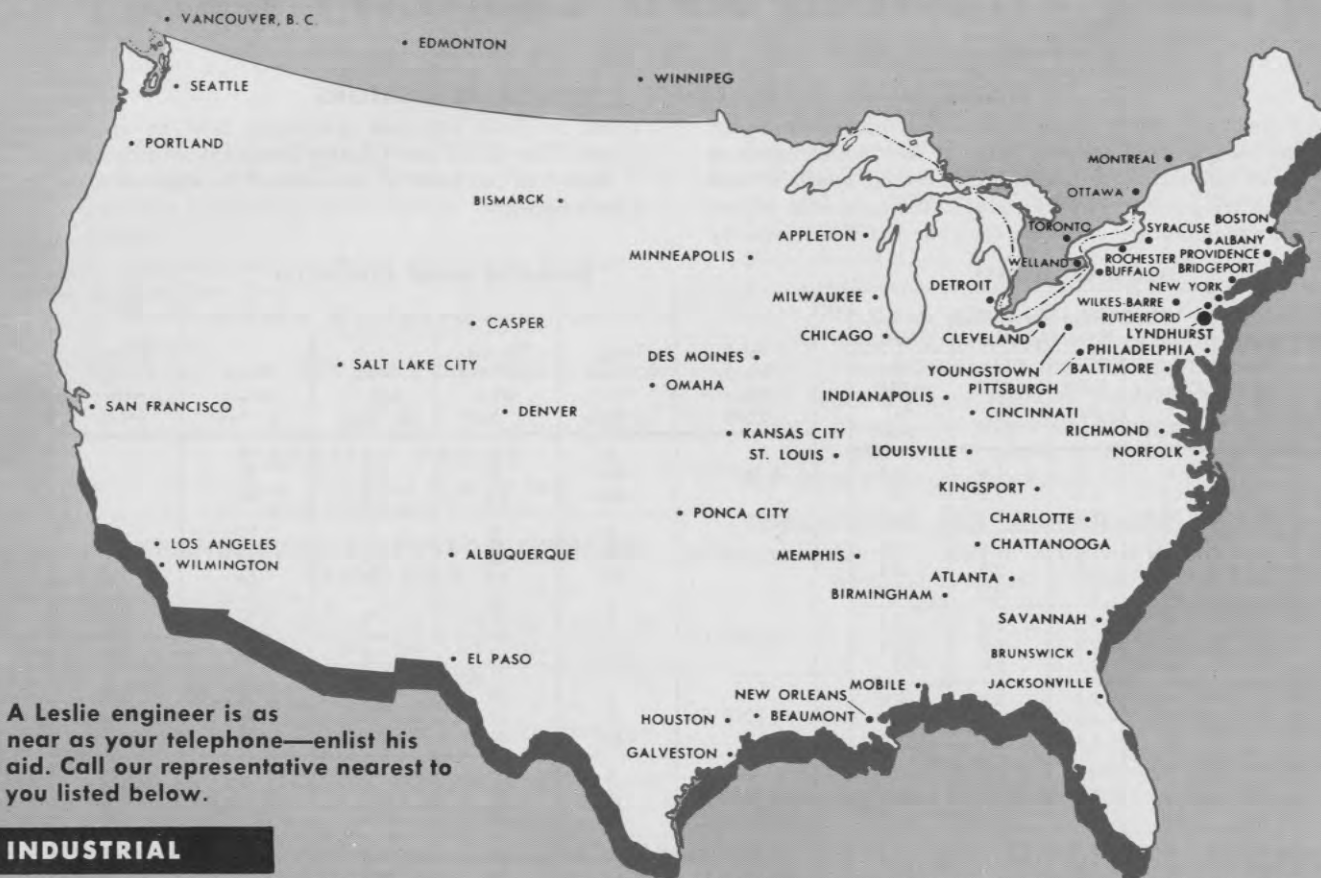 VANCOUVER, B. C.
EDMONTON
WINNIPEG
SEATTLE
PORTLAND
MONTREAL
OTTAWA
BISMARCK
BOSTON
TORONTO
SYRACUSE
APPLETON
ALBANY
MINNEAPOLIS
WELLAND
ROCHESTER
PROVIDENCE
BUFFALO
BRIDGEPORT
DETROIT
NEW YORK
MILWAUKEE
WILKES-BARRE
RUTHERFORD
CASPER
CHICAGO
CLEVELAND
LYNDHURST
SALT LAKE CITY
DES MOINES
PHILADELPHIA
YOUNGSTOWN
BALTIMORE
OMAHA
PITTSBURGH
INDIANAPOLIS
SAN FRANCISCO
DENVER
CINCINNATI
KANSAS CITY
RICHMOND
ST. LOUIS
LOUISVILLE
NORFOLK
KINGSPORT
PONCA CITY
CHARLOTTE
LOS ANGELES
CHATTANOOGA
ALBUQUERQUE
MEMPHIS
WILMINGTON
ATLANTA
BIRMINGHAM
SAVANNAH
BRUNSWICK
EL PASO
MOBILE
JACKSONVILLE
NEW ORLEANS
HOUSTON
BEAUMONT
GALVESTON
A Leslie engineer is as
near as your telephone—enlist his
aid. Call our representative nearest to
you listed below.
INDUSTRIAL